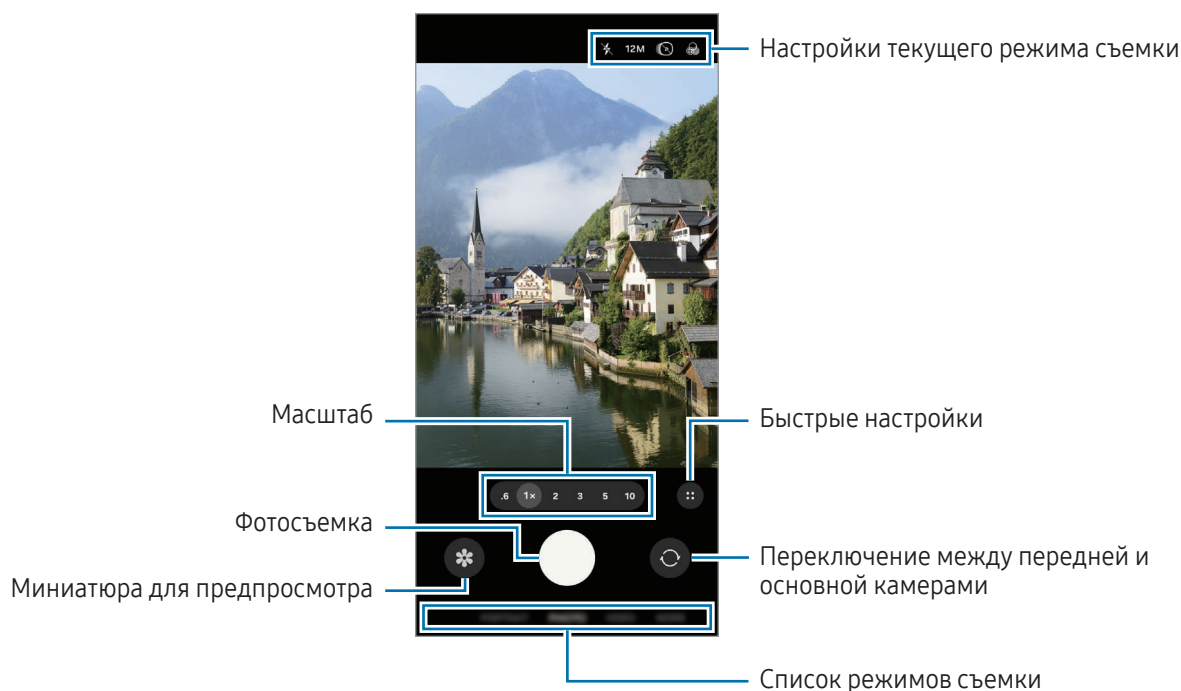 Настройки текущего режима съемки
12M
Масштаб
Быстрые настройки
.6 1× 2 3 5 10
Фотосъемка
Переключение между передней и
основной камерами
Миниатюра для предпросмотра
Список режимов съемки